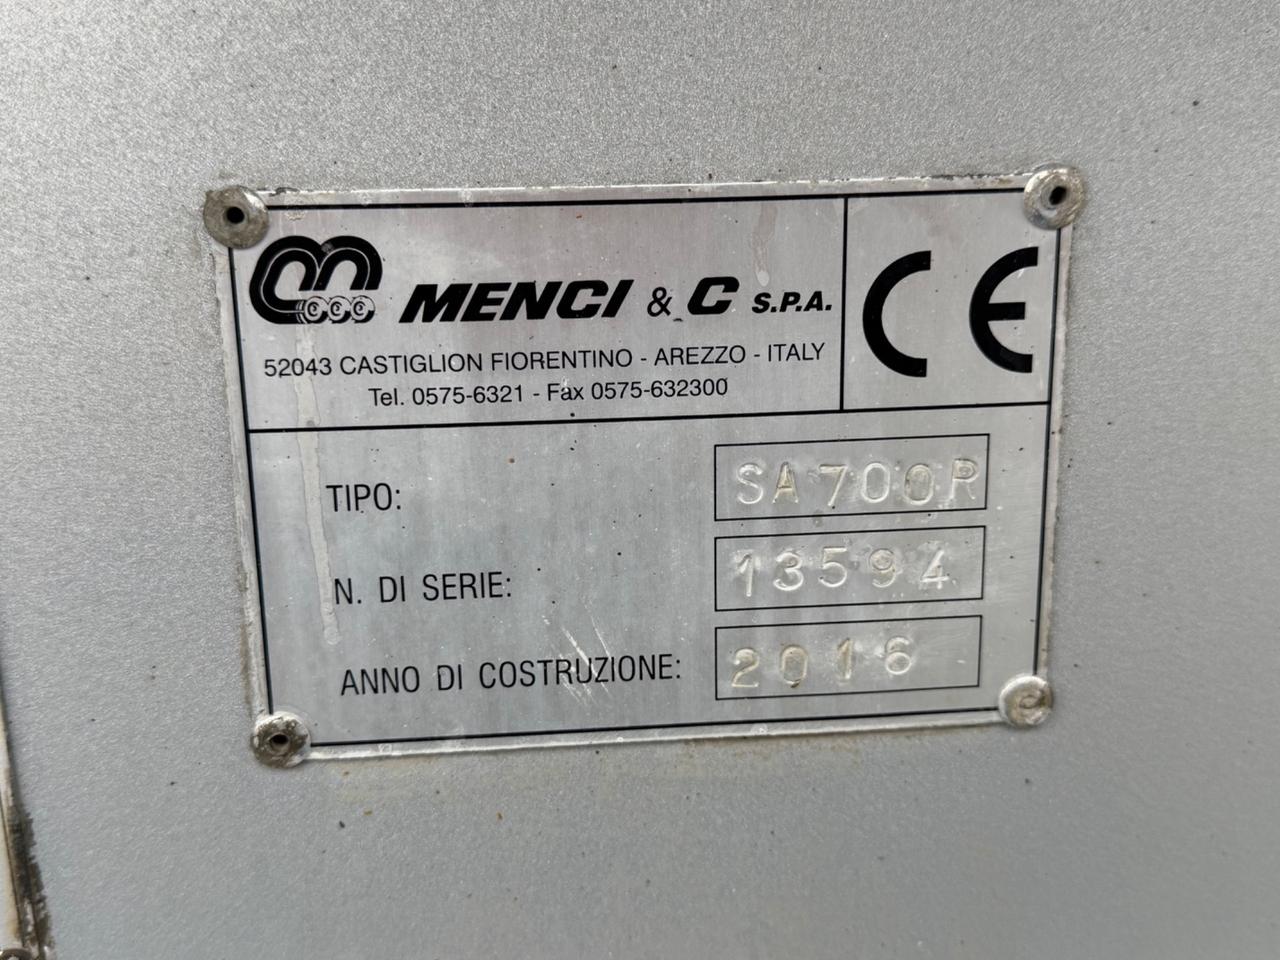 MENCI & C S.P.A.
CE
52043 CASTIGLION FIORENTINO - AREZZO - ITALY
Tel. 0575-6321 - Fax 0575-632300
TIPO: SA700R
N. DI SERIE: 13594
ANNO DI COSTRUZIONE: 2016